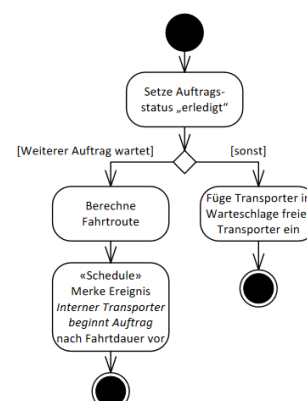 Setze Auftrags-
status „erledigt“
[Weiterer Auftrag wartet]
[sonst]
Berechne
Fahrtroute
Füge Transporter in
Warteschlage freie
Transporter ein
«Schedule»
Merke Ereignis
Interner Transporter
beginnt Auftrag
nach Fahrtdauer vor